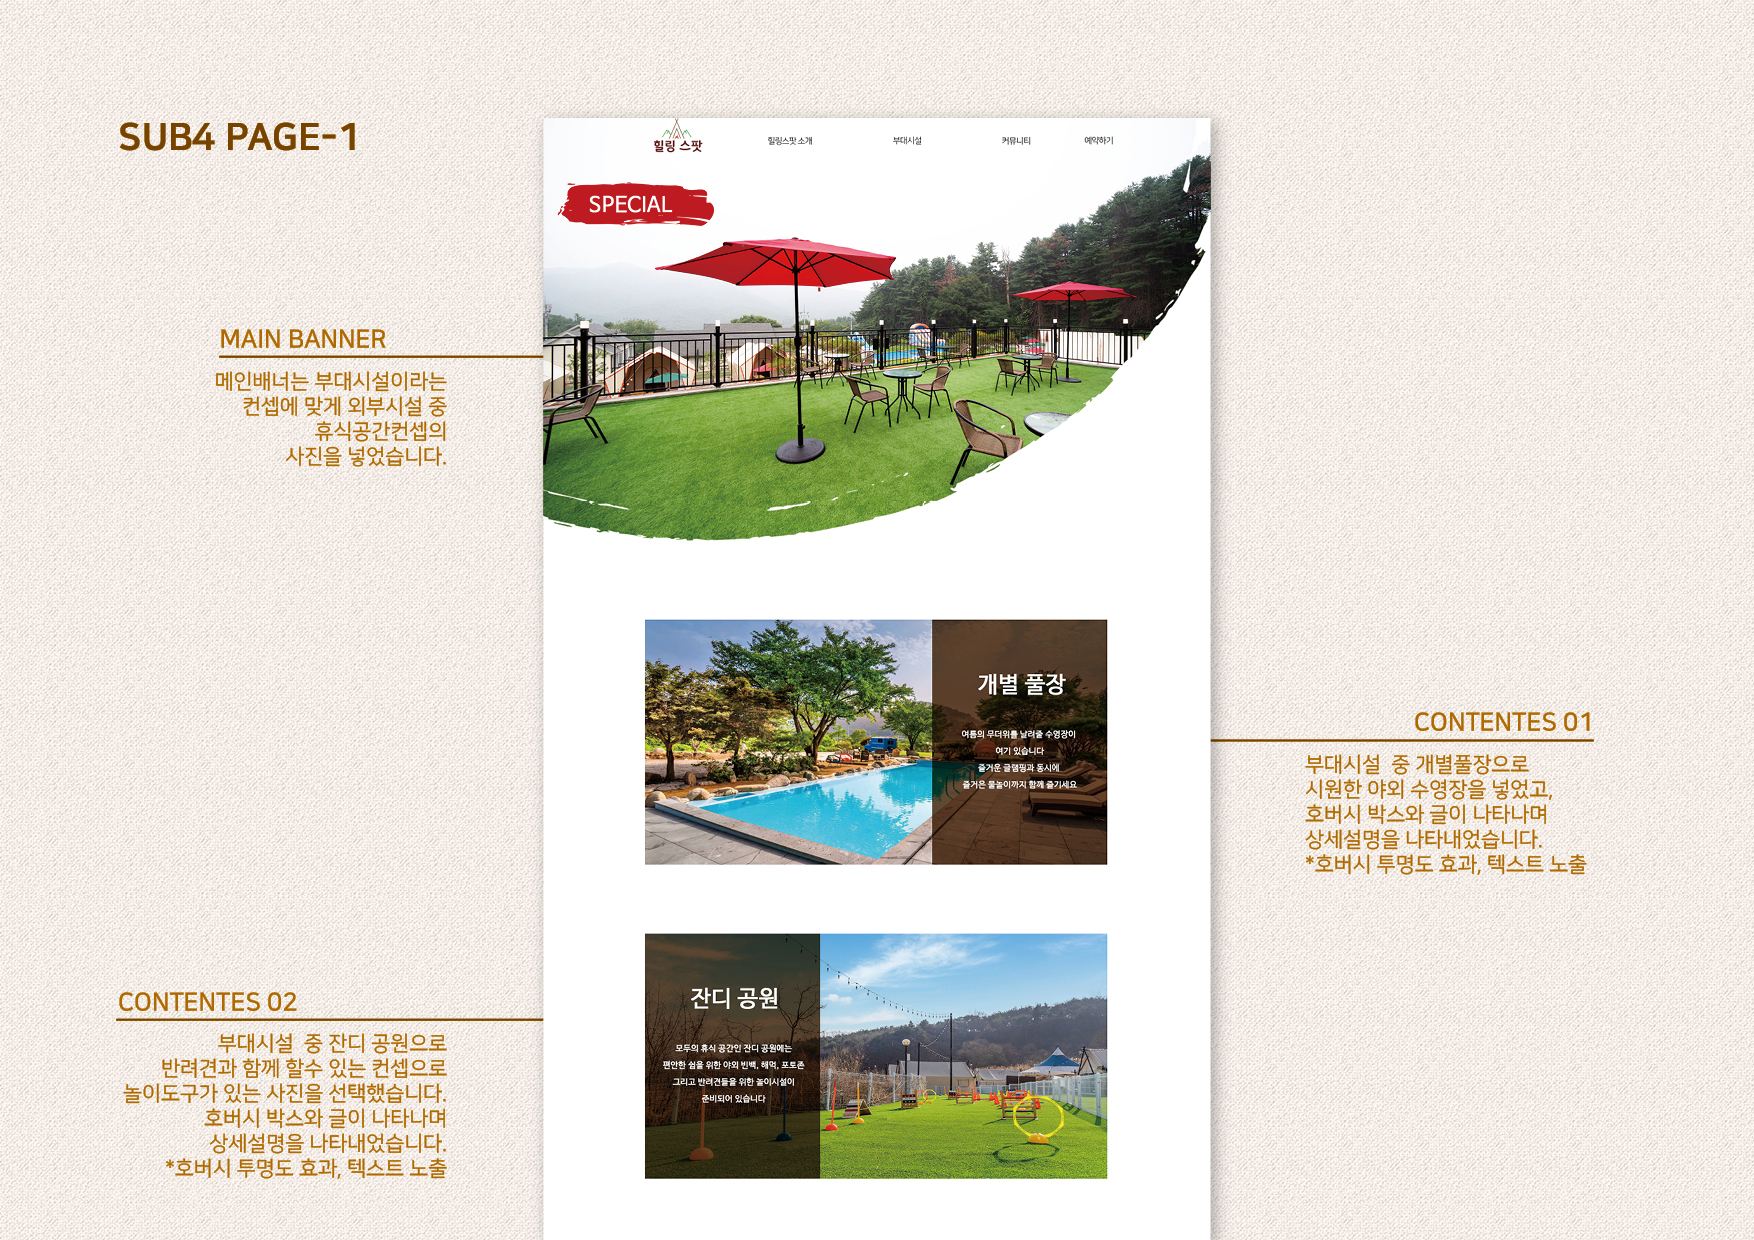 SUB4 PAGE-1
힐링 스팟
힐링스팟 소개
부대시설
커뮤니티
예약하기
SPECIAL
MAIN BANNER
메인배너는 부대시설이라는
컨셉에 맞게 외부시설 중
휴식공간컨셉의
사진을 넣었습니다.
개별 풀장
여름의 무더위를 날려줄 수영장이
여기 있습니다
즐거운 글램핑과 동시에
즐거운 물놀이까지 함께 즐기세요
CONTENTES 01
부대시설 중 개별풀장으로
시원한 야외 수영장을 넣었고,
호버시 박스와 글이 나타나며
상세설명을 나타내었습니다.
*호버시 투명도 효과, 텍스트 노출
잔디 공원
모두의 휴식 공간인 잔디 공원에는
편안한 쉼을 위한 야외 빈백, 해먹, 포토존
그리고 반려견들을 위한 놀이시설이
준비되어 있습니다
CONTENTES 02
부대시설 중 잔디 공원으로
반려견과 함께 할수 있는 컨셉으로
놀이도구가 있는 사진을 선택했습니다.
호버시 박스와 글이 나타나며
상세설명을 나타내었습니다.
*호버시 투명도 효과, 텍스트 노출